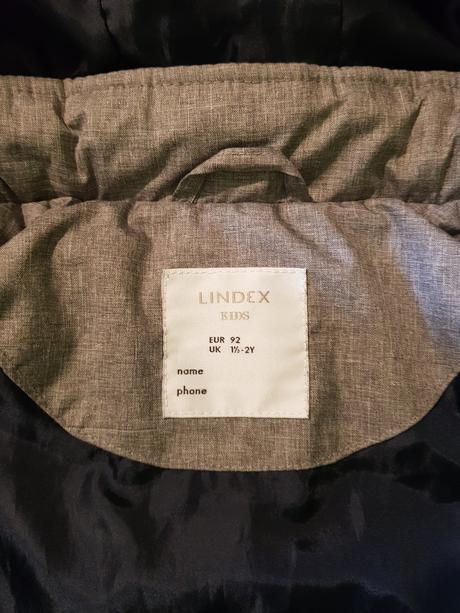 LINDEX
KIDS
EUR 92
UK 1½-2Y
name
phone